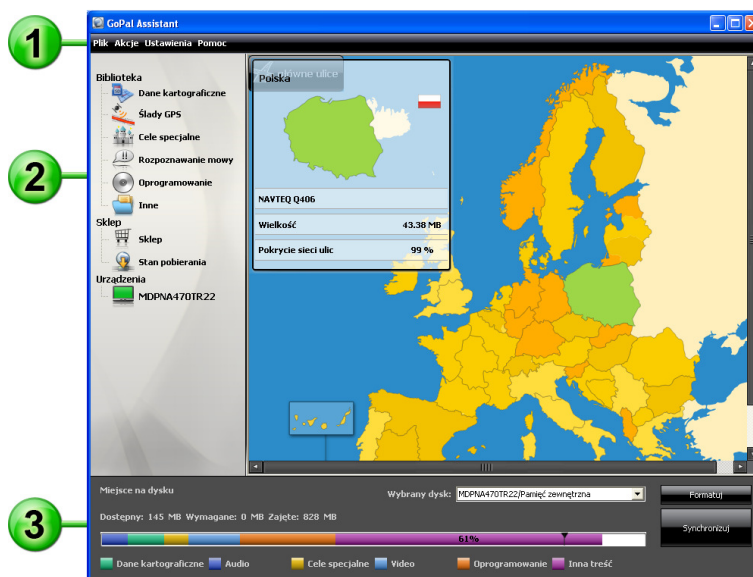 GoPal Assistant
1
Plik Akcje Ustawienia Pomoc
Biblioteka
Dane kartograficzne
Ślady GPS
Cele specjalne
2
Rozpoznawanie mowy
Oprogramowanie
Inne
Sklep
Sklep
Stan pobierania
Urządzenia
MDPNA470TR22
główne ulice
Polska
NAVTEQ Q406
Wielkość 43.38 MB
Pokrycie sieci ulic 99 %
Miejsce na dysku
Wybrany dysk: MDPNA470TR22/Pamięć zewnętrzna
Formatuj
3
Dostępny: 145 MB Wymagane: 0 MB Zajęte: 828 MB
Synchronizuj
61%
Dane kartograficzne Audio Cele specjalne Video Oprogramowanie Inna treść